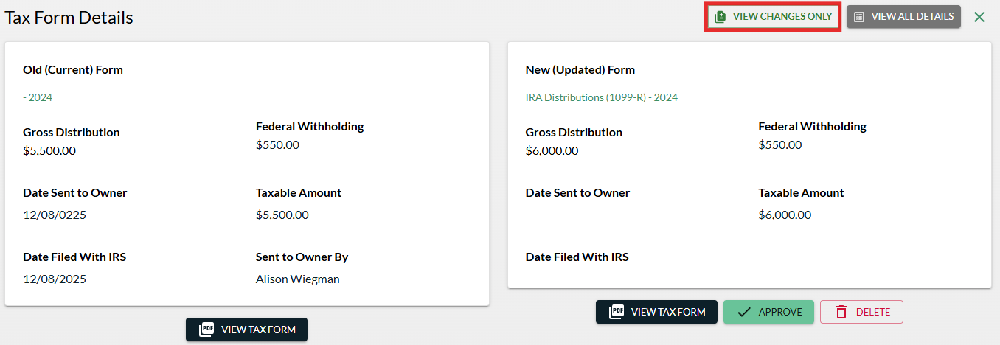 Tax Form Details
VIEW CHANGES ONLY
VIEW ALL DETAILS
Old (Current) Form
- 2024
Gross Distribution
$5,500.00
Federal Withholding
$550.00
Date Sent to Owner
12/08/0225
Taxable Amount
$5,500.00
Date Filed With IRS
12/08/2025
Sent to Owner By
Alison Wiegman
PDF
VIEW TAX FORM
New (Updated) Form
IRA Distributions (1099-R) - 2024
Gross Distribution
$6,000.00
Federal Withholding
$550.00
Date Sent to Owner
Taxable Amount
$6,000.00
Date Filed With IRS
PDF
VIEW TAX FORM
APPROVE
DELETE